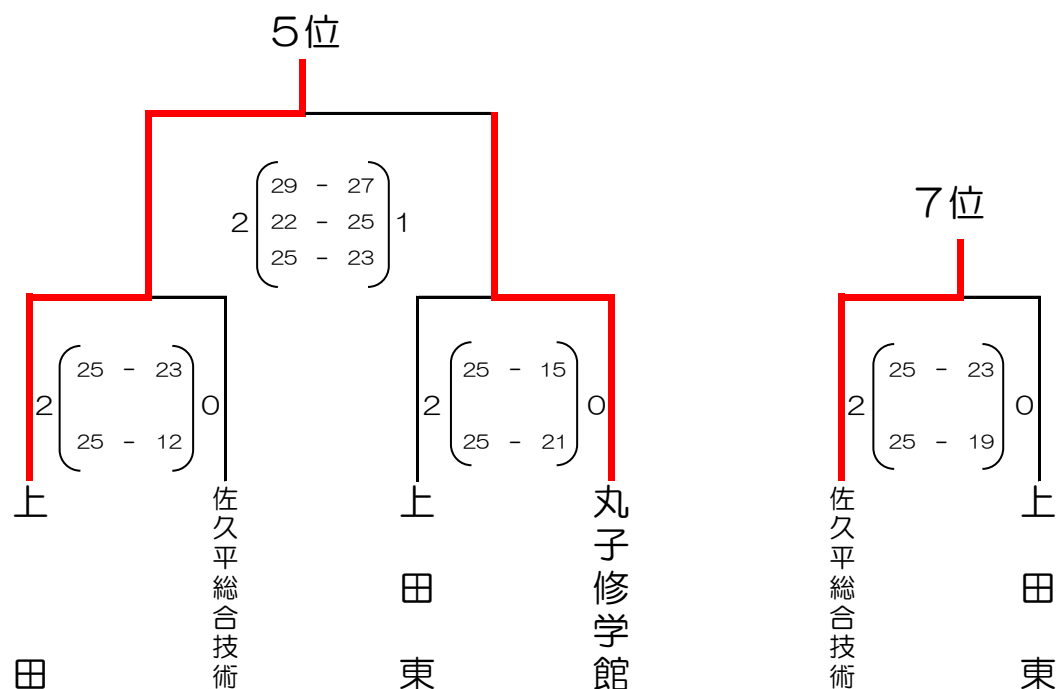 5位
29 - 27
2 22 - 25 1
25 - 23
7位
25 - 23
2 0
25 - 12
25 - 15
2 0
25 - 21
25 - 23
2 0
25 - 19
上田
佐久平総合技術
上田東
丸子修学館
佐久平総合技術
上田東